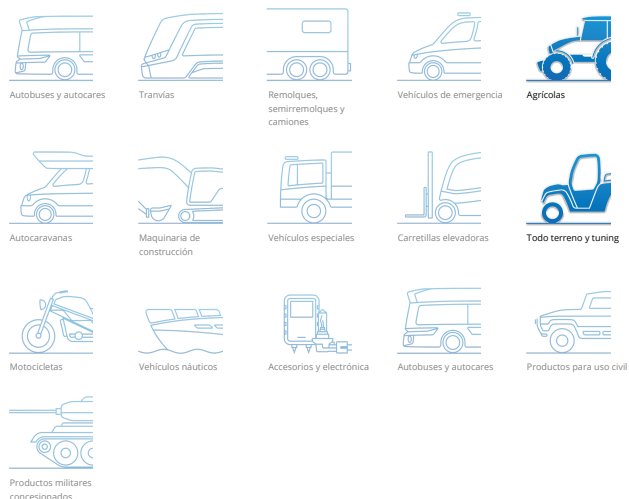 Autobuses y autocares
Tranvías
Remolques,
semirremolques y
camiones
Vehículos de emergencia
Agrícolas
Autocaravanas
Maquinaria de
construcción
Vehículos especiales
Carretillas elevadoras
Todo terreno y tuning
Motocicletas
Vehículos náuticos
Accesorios y electrónica
Autobuses y autocares
Productos para uso civil
Productos militares
concesionados